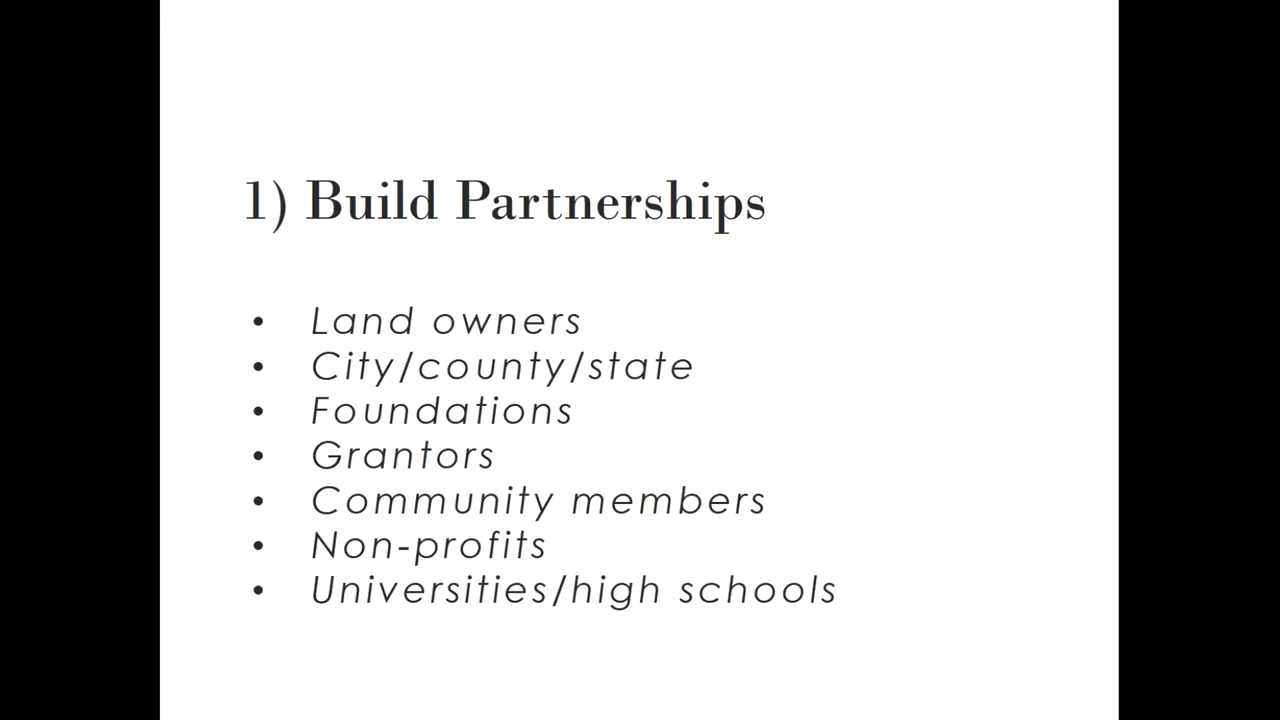 1) Build Partnerships
• Land owners
• City/county/state
• Foundations
• Grantors
• Community members
• Non-profits
• Universities/high schools